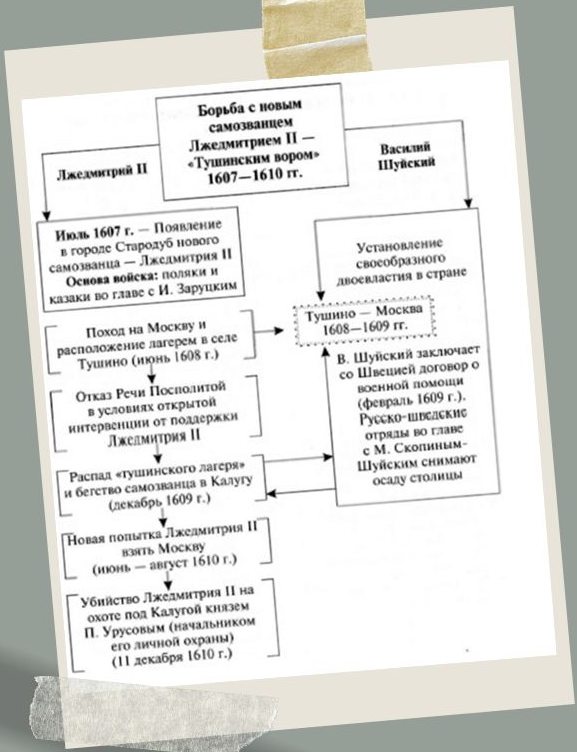 Борьба с новым
самозванцем
Лжедмитрием II —
«Тушинским вором»
1607—1610 гг.
Лжедмитрий II
Василий
Шуйский
Июль 1607 г. — Появление
в городе Стародуб нового
самозванца — Лжедмитрия II
Основа войска: поляки и
казаки во главе с И. Заруцким
Установление
своеобразного
двоевластия в стране
Тушино — Москва
1608—1609 гг.
Поход на Москву и
расположение лагерем в селе
Тушино (июнь 1608 г.)
В. Шуйский заключает
со Швецией договор о
военной помощи
(февраль 1609 г.).
Русско-шведские
отряды во главе
с М. Скопиным-
Шуйским снимают
осаду столицы
Отказ Речи Посполитой
в условиях открытой
интервенции от поддержки
Лжедмитрия II
Распад «тушинского лагеря»
и бегство самозванца в Калугу
(декабрь 1609 г.)
Новая попытка Лжедмитрия II
взять Москву
(июнь — август 1610 г.)
Убийство Лжедмитрия II на
охоте под Калугой князем
П. Урусовым (начальником
его личной охраны)
(11 декабря 1610 г.)